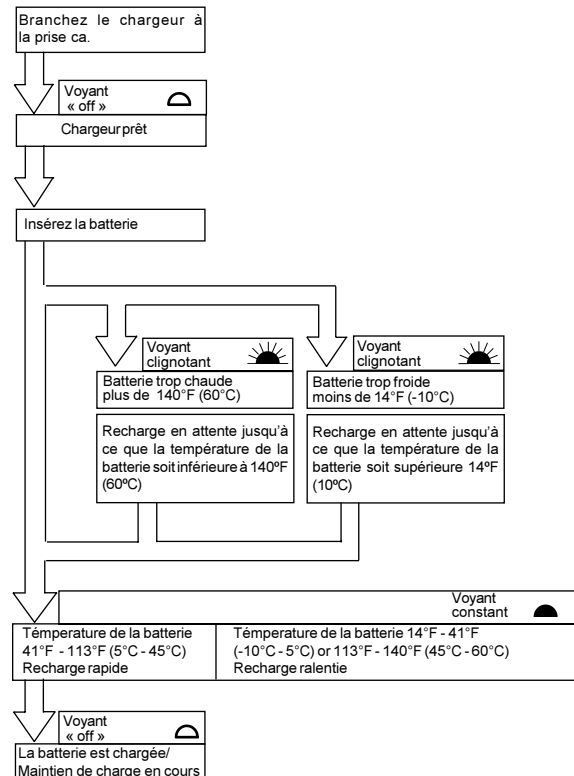 Branchez le chargeur à
la prise ca.
Voyant
« off »
Chargeur prêt
Insérez la batterie
Voyant
clignotant
Batterie trop chaude
plus de 140°F (60°C)
Recharge en attente jusqu'à
ce que la température de la
batterie soit inférieure à 140ºF
(60ºC)
Voyant
clignotant
Batterie trop froide
moins de 14°F (-10°C)
Recharge en attente jusqu'à
ce que la température de la
batterie soit supérieure 14ºF
(10ºC)
Voyant
constant
Témperature de la batterie
41°F - 113°F (5°C - 45°C)
Recharge rapide
Témperature de la batterie 14°F - 41°F
(-10°C - 5°C) or 113°F - 140°F (45°C - 60°C)
Recharge ralentie
Voyant
« off »
La batterie est chargée/
Maintien de charge en cours